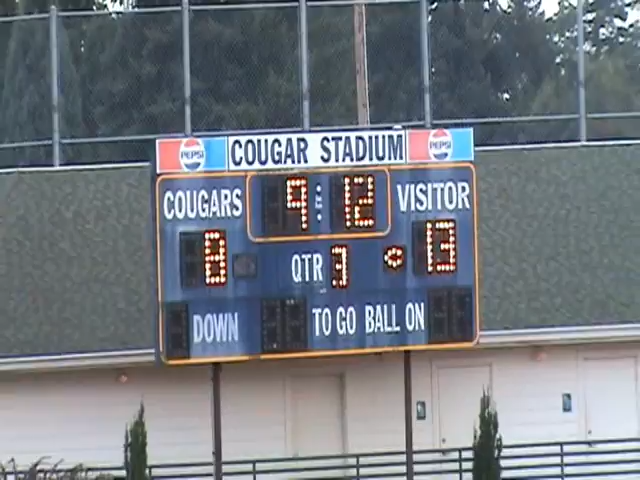 PEPSI COUGAR STADIUM PEPSI
COUGARS 9:12 VISITOR
8 QTR 3 13
DOWN TO GO BALL ON